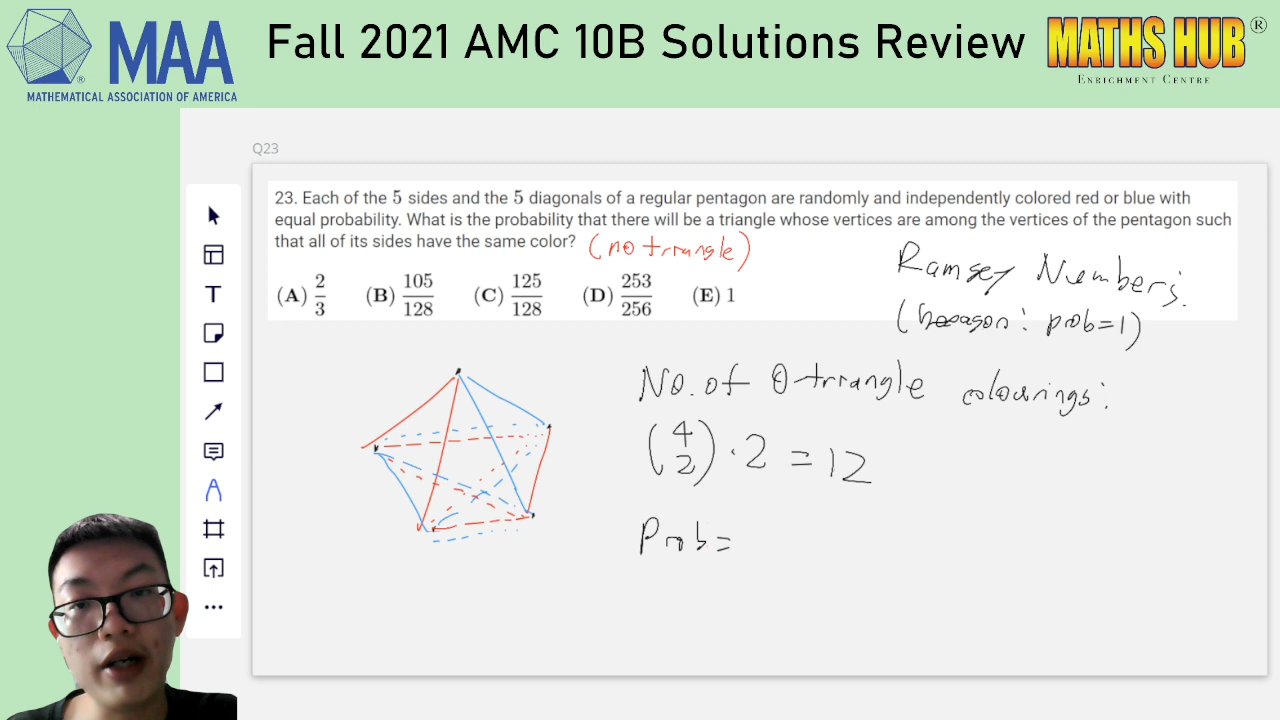 MAA
MATHEMATICAL ASSOCIATION OF AMERICA
Fall 2021 AMC 10B Solutions Review
MATHS HUB®
ENRICHMENT CENTRE
Q23
23. Each of the 5 sides and the 5 diagonals of a regular pentagon are randomly and independently colored red or blue with
equal probability. What is the probability that there will be a triangle whose vertices are among the vertices of the pentagon such
that all of its sides have the same color? (no triangle)
(A) 2/3 (B) 105/128 (C) 125/128 (D) 253/256 (E) 1
Ramsey Numbers.
(hexagon: prob=1)
No. of 0-triangle colourings:
(4 2) · 2 = 12
Prob =